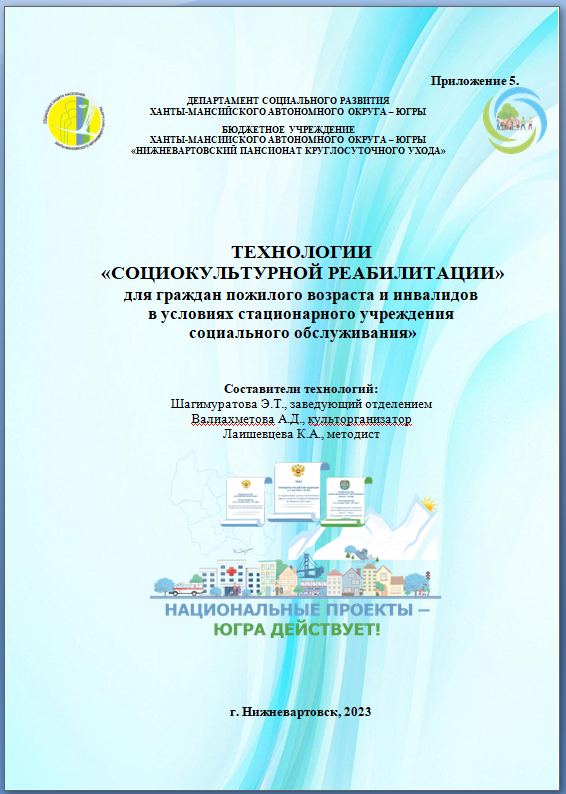 Приложение 5.
ДЕПАРТАМЕНТ СОЦИАЛЬНОГО РАЗВИТИЯ
ХАНТЫ-МАНСИЙСКОГО АВТОНОМНОГО ОКРУГА – ЮГРЫ
БЮДЖЕТНОЕ УЧРЕЖДЕНИЕ
ХАНТЫ-МАНСИЙСКОГО АВТОНОМНОГО ОКРУГА – ЮГРЫ
«НИЖНЕВАРТОВСКИЙ ПАНСИОНАТ КРУГЛОСУТОЧНОГО УХОДА»
ТЕХНОЛОГИИ
«СОЦИОКУЛЬТУРНОЙ РЕАБИЛИТАЦИИ»
для граждан пожилого возраста и инвалидов
в условиях стационарного учреждения
социального обслуживания»
Составители технологий:
Шагимуратова Э.Т., заведующий отделением
Валиахметова А.Д., культорганизатор
Лаишевцева К.А., методист
НАЦИОНАЛЬНЫЕ ПРОЕКТЫ –
ЮГРА ДЕЙСТВУЕТ!
г. Нижневартовск, 2023